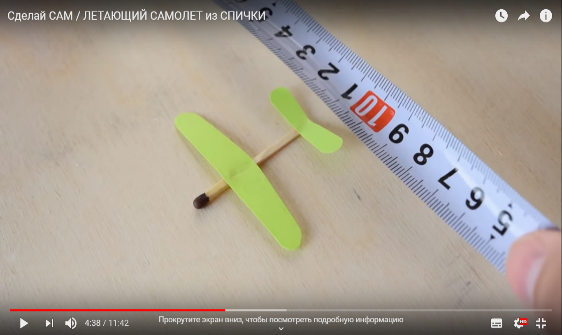 Сделай САМ / ЛЕТАЮЩИЙ САМОЛЕТ из СПИЧКИ
4 3 2 1 10 9 8 7 6 5
4:38 / 11:42
Прокрутите экран вниз, чтобы посмотреть подробную информацию
HD